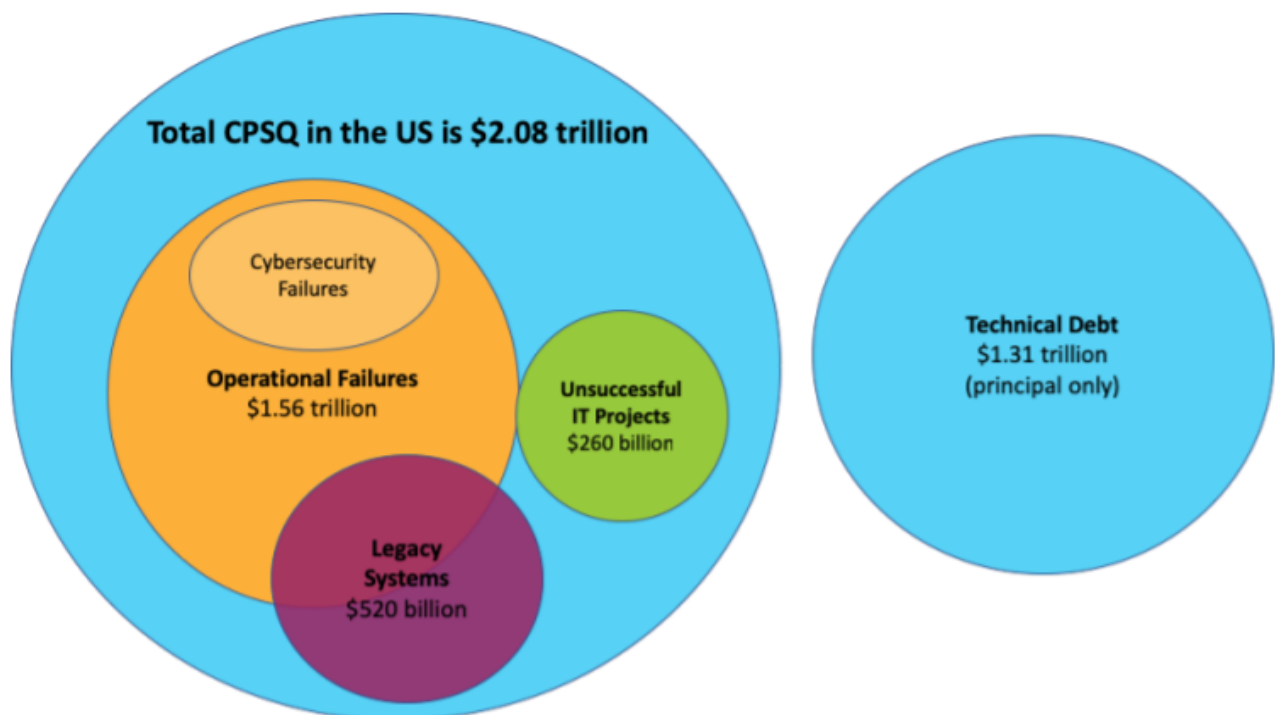 Total CPSQ in the US is $2.08 trillion
Cybersecurity
Failures
Operational Failures
$1.56 trillion
Unsuccessful
IT Projects
$260 billion
Legacy
Systems
$520 billion
Technical Debt
$1.31 trillion
(principal only)